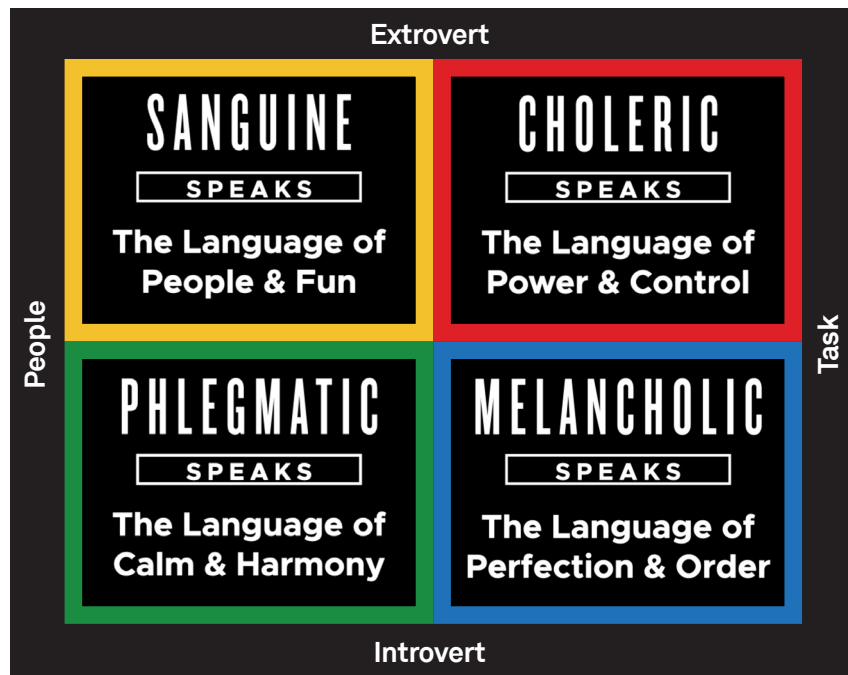 Extrovert
SANGUINE
SPEAKS
The Language of
People & Fun
CHOLERIC
SPEAKS
The Language of
Power & Control
People
Task
PHLEGMATIC
SPEAKS
The Language of
Calm & Harmony
MELANCHOLIC
SPEAKS
The Language of
Perfection & Order
Introvert